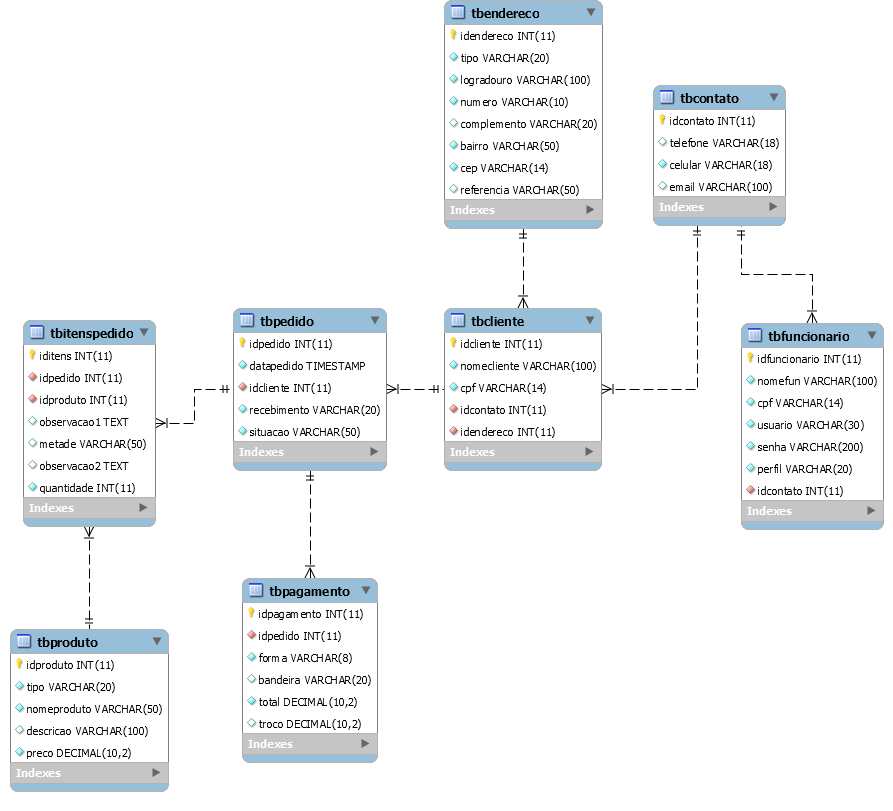 tbendereco
idendereco INT(11)
tipo VARCHAR(20)
logradouro VARCHAR(100)
numero VARCHAR(10)
complemento VARCHAR(20)
bairro VARCHAR(50)
cep VARCHAR(14)
referencia VARCHAR(50)
Indexes
tbcontato
idcontato INT(11)
telefone VARCHAR(18)
celular VARCHAR(18)
email VARCHAR(100)
Indexes
tbitenspedido
iditens INT(11)
idpedido INT(11)
idproduto INT(11)
observacao1 TEXT
metade VARCHAR(50)
observacao2 TEXT
quantidade INT(11)
Indexes
tbpedido
idpedido INT(11)
datapedido TIMESTAMP
idcliente INT(11)
recebimento VARCHAR(20)
situacao VARCHAR(50)
Indexes
tbcliente
idcliente INT(11)
nomecliente VARCHAR(100)
cpf VARCHAR(14)
idcontato INT(11)
idendereco INT(11)
Indexes
tbfuncionario
idfuncionario INT(11)
nomefun VARCHAR(100)
cpf VARCHAR(14)
usuario VARCHAR(30)
senha VARCHAR(200)
perfil VARCHAR(20)
idcontato INT(11)
Indexes
tbproduto
idproduto INT(11)
tipo VARCHAR(20)
nomeproduto VARCHAR(50)
descricao VARCHAR(100)
preco DECIMAL(10,2)
Indexes
tbpagamento
idpagamento INT(11)
idpedido INT(11)
forma VARCHAR(8)
bandeira VARCHAR(20)
total DECIMAL(10,2)
troco DECIMAL(10,2)
Indexes